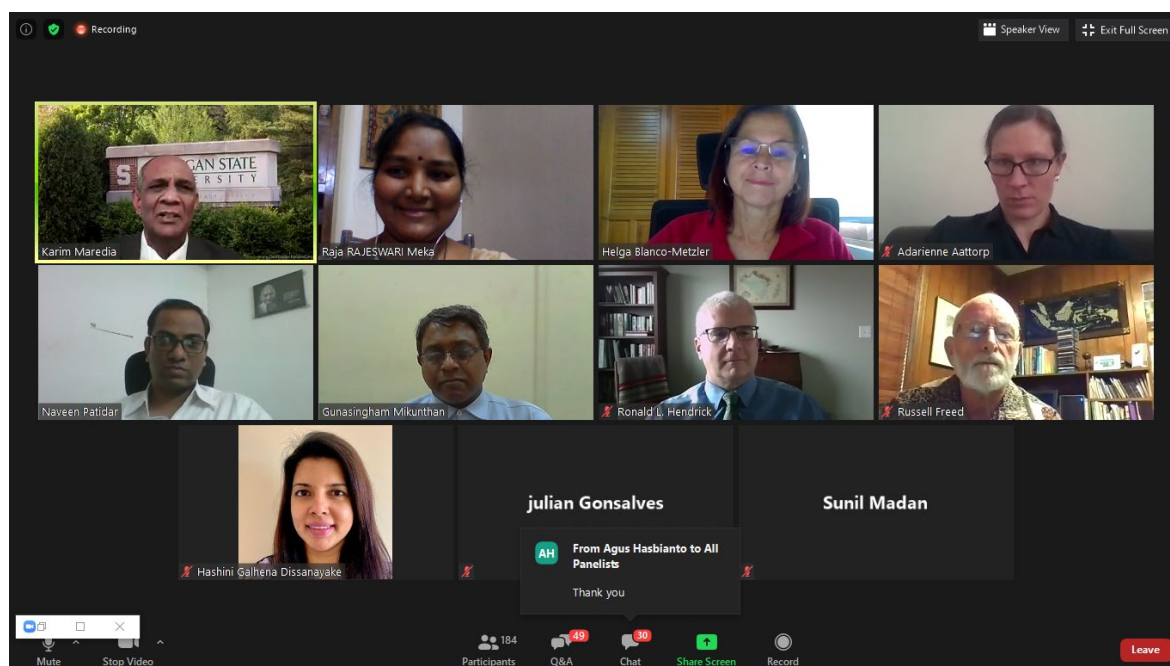 Recording
Speaker View
Exit Full Screen
S
GAN STATE
ERSITY
Karim Maredia
Raja RAJESWARI Meka
Helga Blanco-Metzler
Adarienne Aattorp
Naveen Patidar
Gunasingham Mikunthan
Ronald L. Hendrick
Russell Freed
Hashini Galhena Dissanayake
julian Gonsalves
Sunil Madan
AH
From Agus Hasbianto to All
Panelists
Thank you
184
49
30
Mute
Stop Video
Participants
Q&A
Chat
Share Screen
Record
Leave